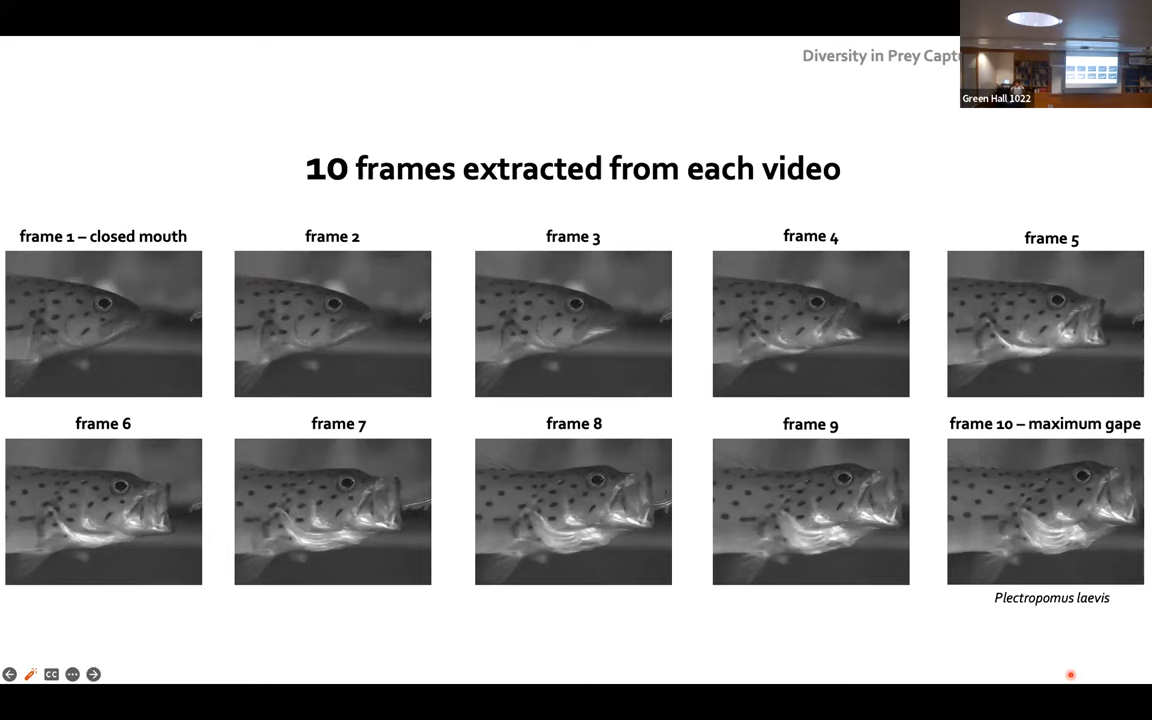 Diversity in Prey Capt
Green Hall 1022
10 frames extracted from each video
frame 1 – closed mouth
frame 2
frame 3
frame 4
frame 5
frame 6
frame 7
frame 8
frame 9
frame 10 – maximum gape
Plectropomus laevis
CC